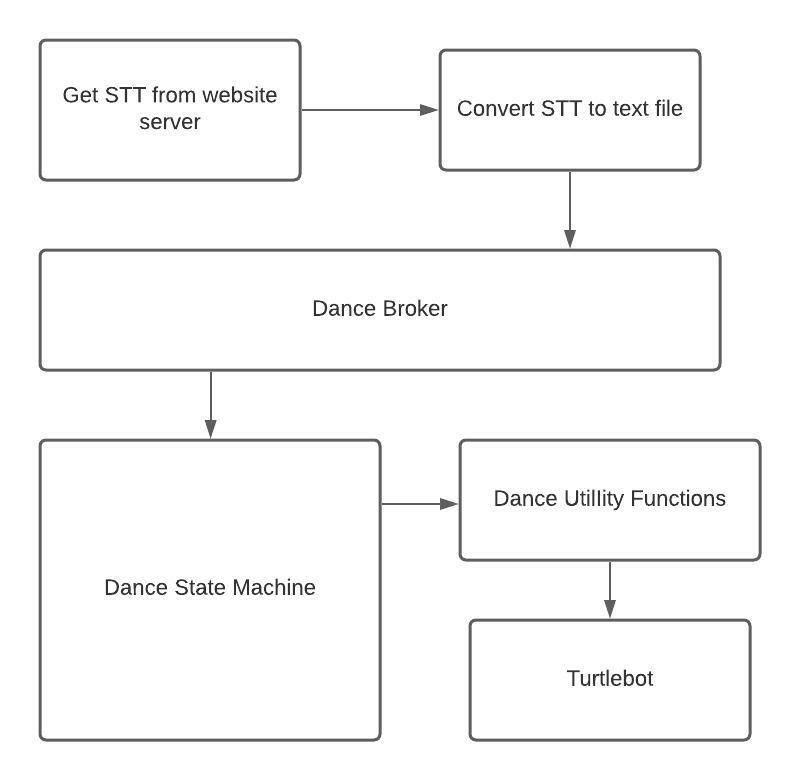 Get STT from website
server
Convert STT to text file
Dance Broker
Dance State Machine
Dance Utillity Functions
Turtlebot